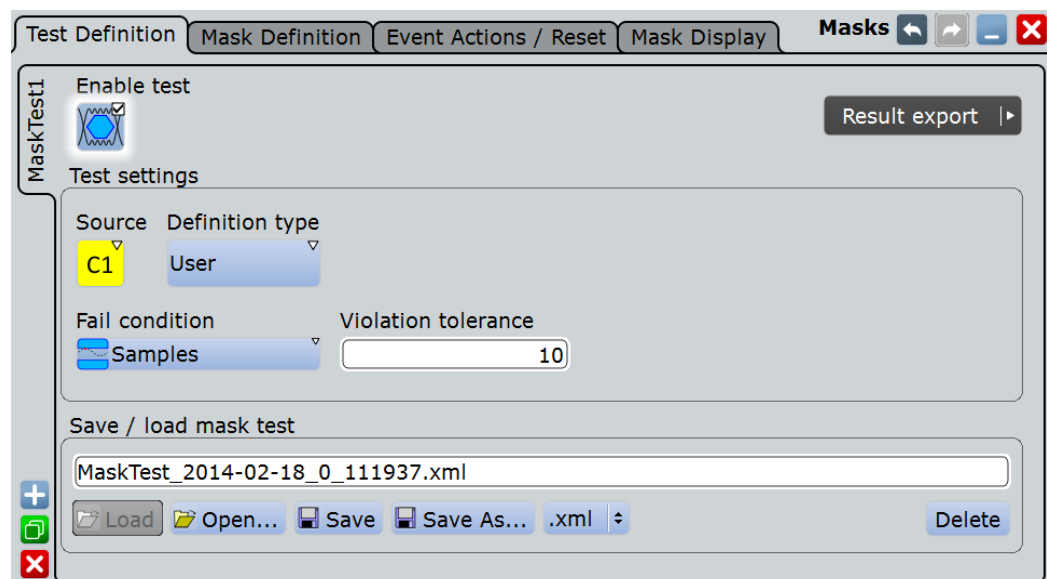 Test Definition Mask Definition Event Actions / Reset Mask Display Masks
MaskTest1
Enable test
Result export
Test settings
Source Definition type
C1 User
Fail condition Violation tolerance
Samples 10
Save / load mask test
MaskTest_2014-02-18_0_111937.xml
Load Open... Save Save As... .xml Delete